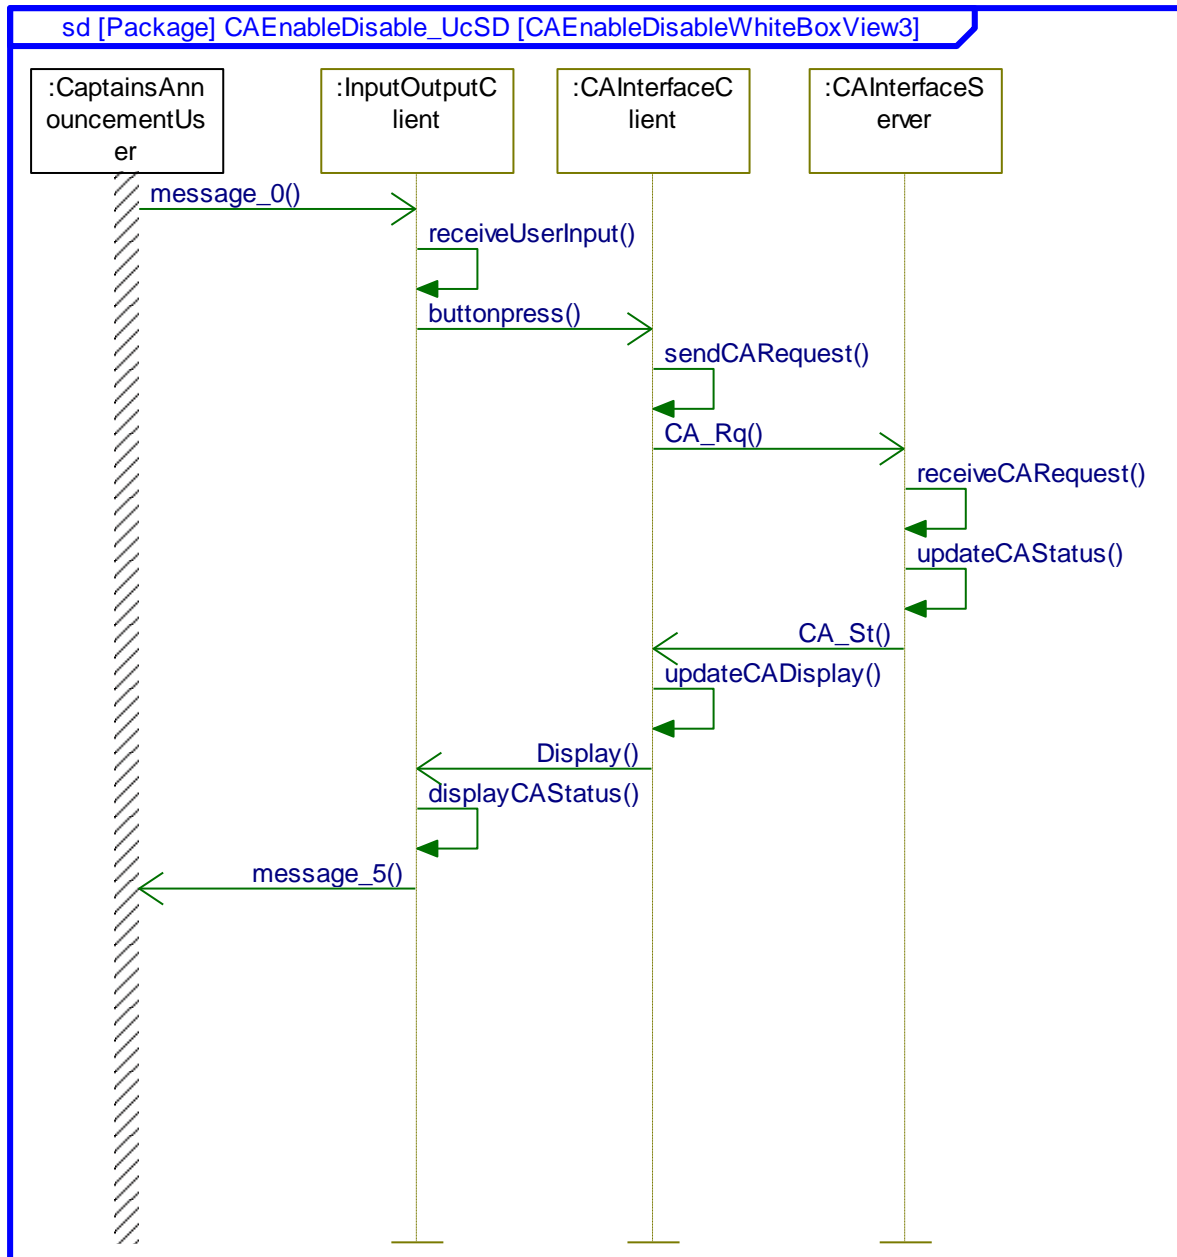 sd [Package] CAEnableDisable_UcSD [CAEnableDisableWhiteBoxView3]
:CaptainsAnn
ouncementUs
er
:InputOutputC
lient
:CAInterfaceC
lient
:CAInterfaceS
erver
message_0()
receiveUserInput()
buttonpress()
sendCARequest()
CA_Rq()
receiveCARequest()
updateCAStatus()
CA_St()
updateCADisplay()
Display()
displayCAStatus()
message_5()